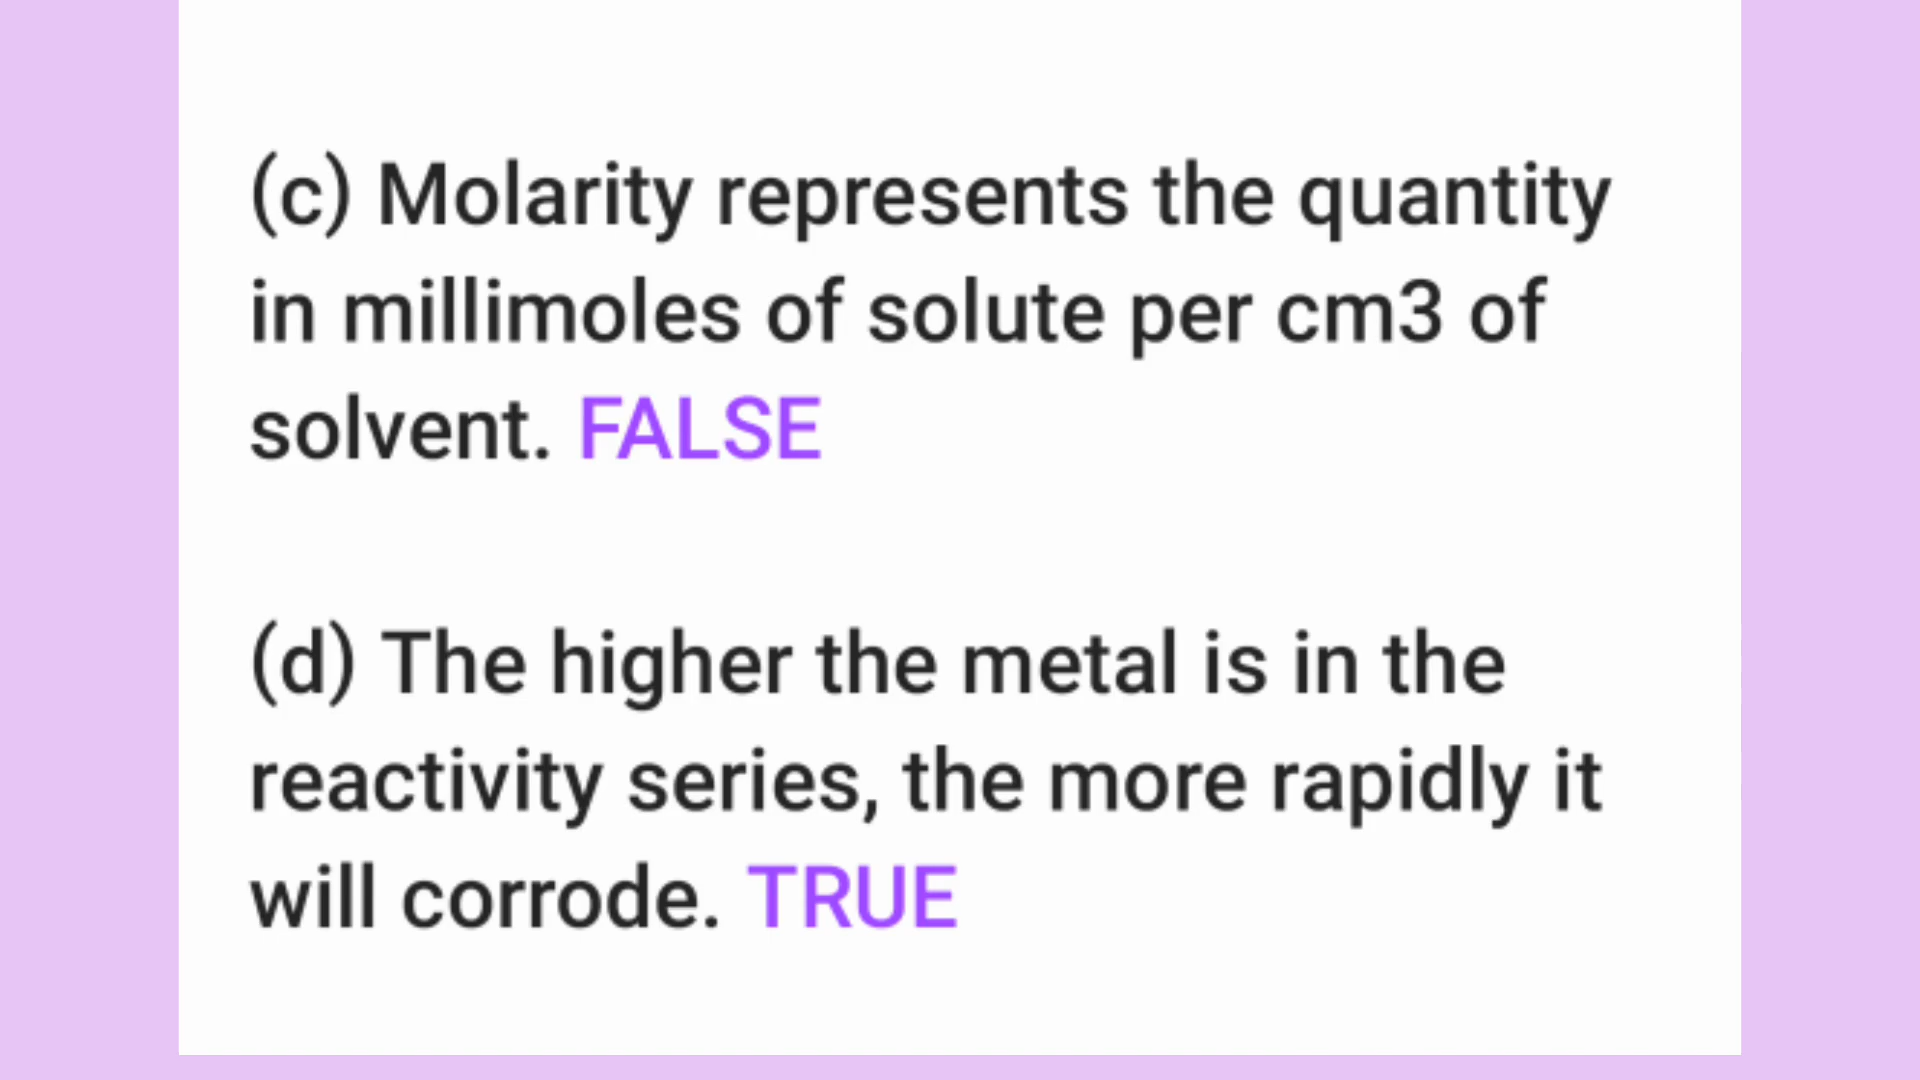 (c) Molarity represents the quantity
in millimoles of solute per cm3 of
solvent. FALSE
(d) The higher the metal is in the
reactivity series, the more rapidly it
will corrode. TRUE